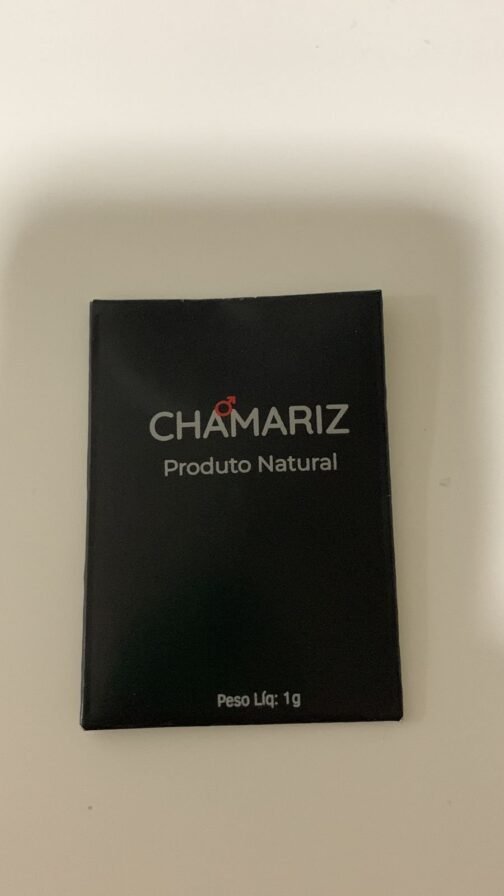 CHAMARIZ
Produto Natural
Peso Líq: 1g